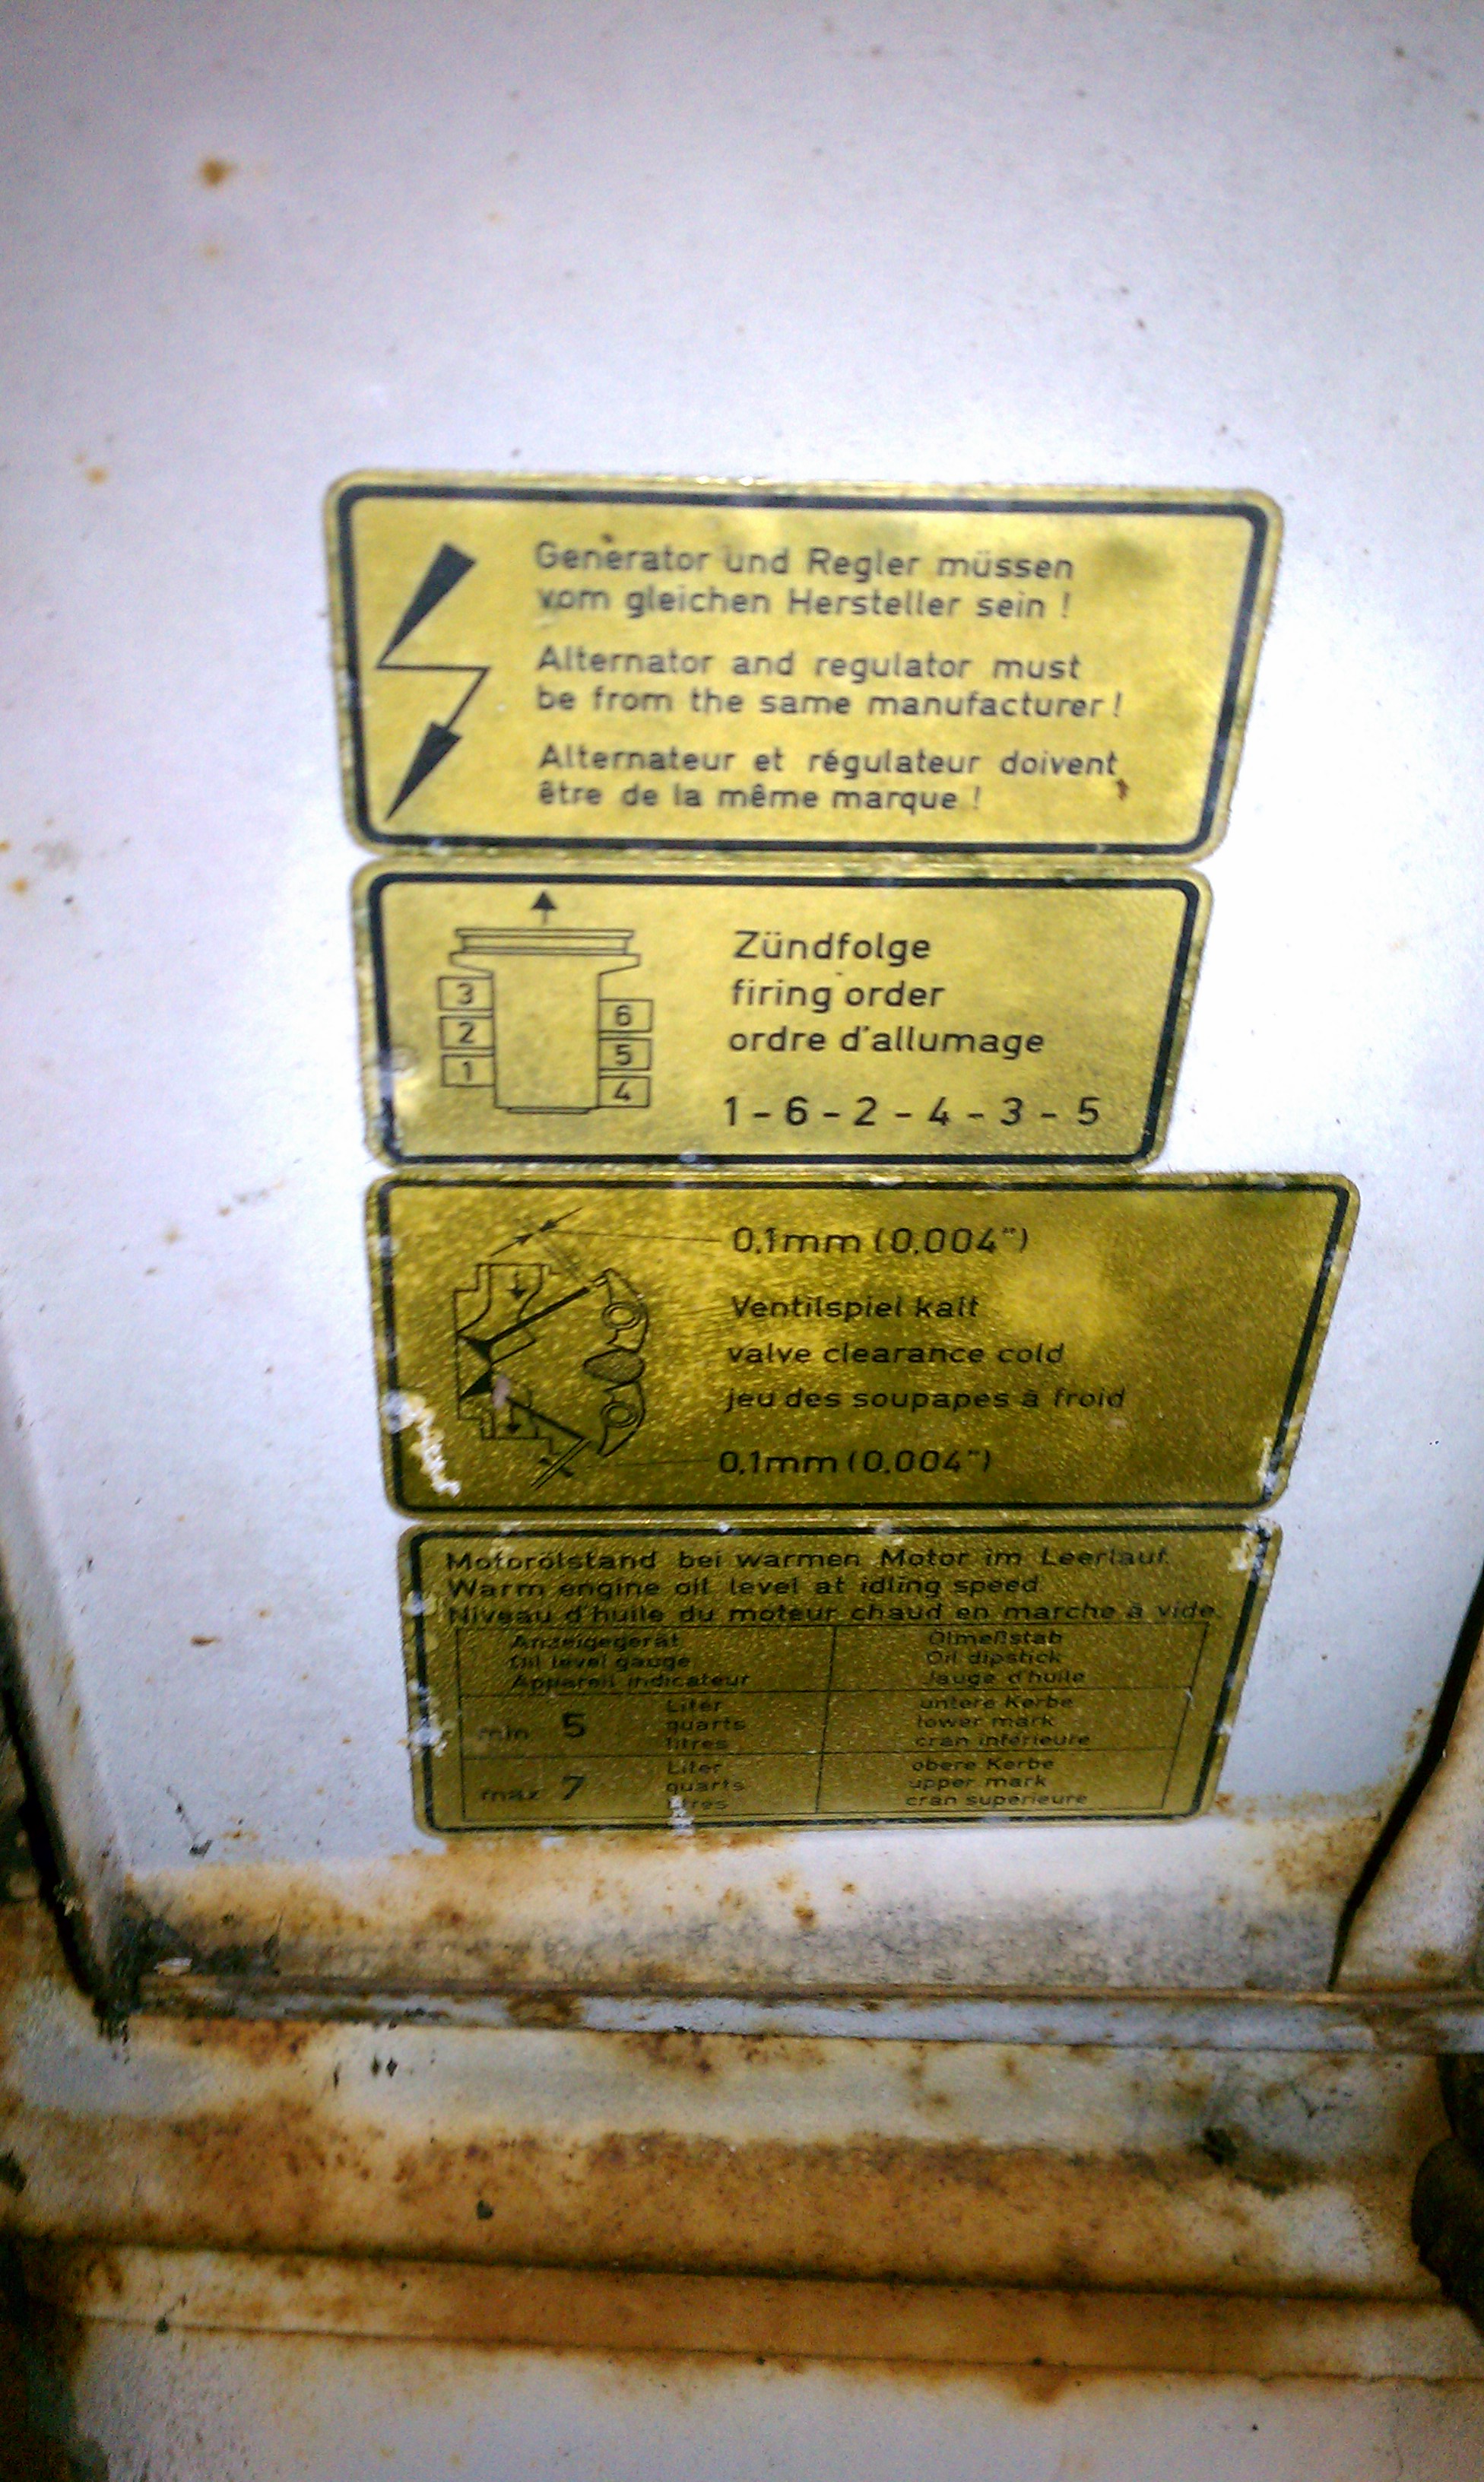 Generator und Regler müssen
vom gleichen Hersteller sein !
Alternator and regulator must
be from the same manufacturer !
Alternateur et régulateur doivent
être de la même marque !
3
2
1
6
5
4
Zündfolge
firing order
ordre d'allumage
1 - 6 - 2 - 4 - 3 - 5
0,1mm (0,004")
Ventilspiel kalt
valve clearance cold
jeu des soupapes à froid
0,1mm (0,004")
Motorölstand bei warmen Motor im Leerlauf.
Warm engine oil level at idling speed.
Niveau d'huile du moteur chaud en marche à vide.
Anzeigegerät
Oil level gauge
Appareil indicateur
Ölmeßstab
Oil dipstick
Jauge d'huile
min 5
Liter
quarts
litres
untere Kerbe
lower mark
cran inférieure
max 7
Liter
quarts
litres
obere Kerbe
upper mark
cran supérieure